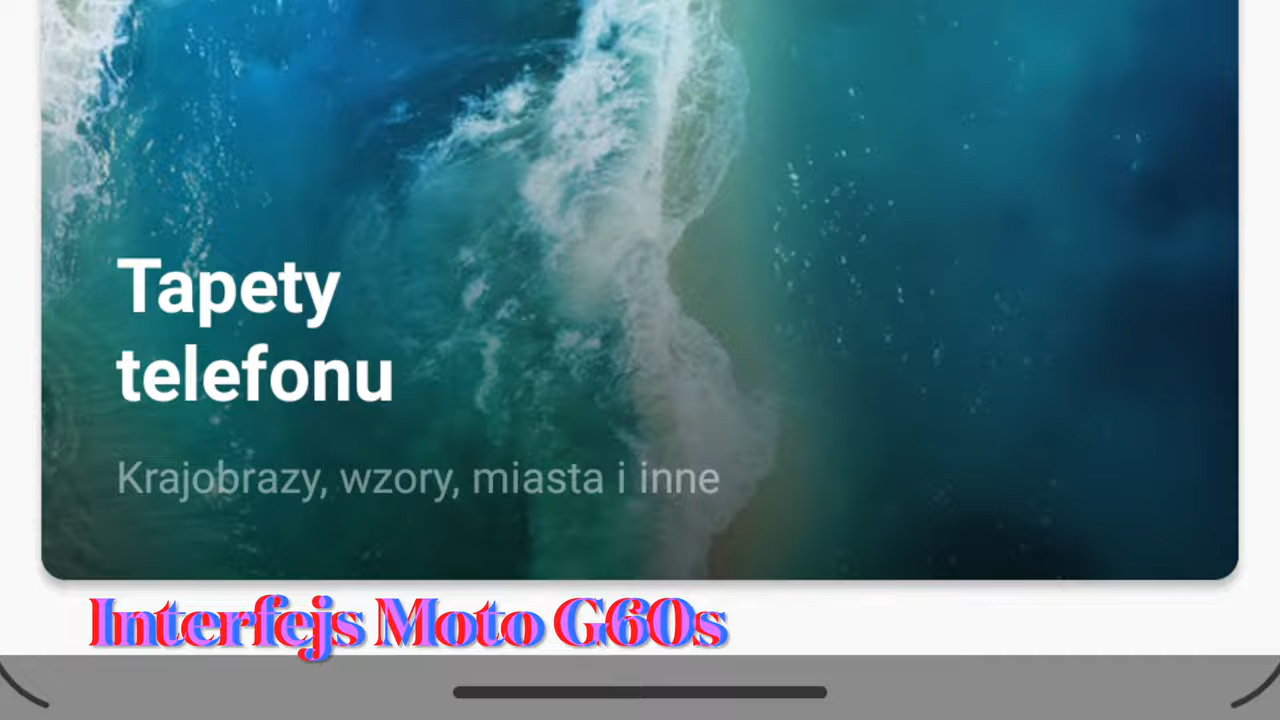 Tapety
telefonu
Krajobrazy, wzory, miasta i inne
Interfejs Moto G60s